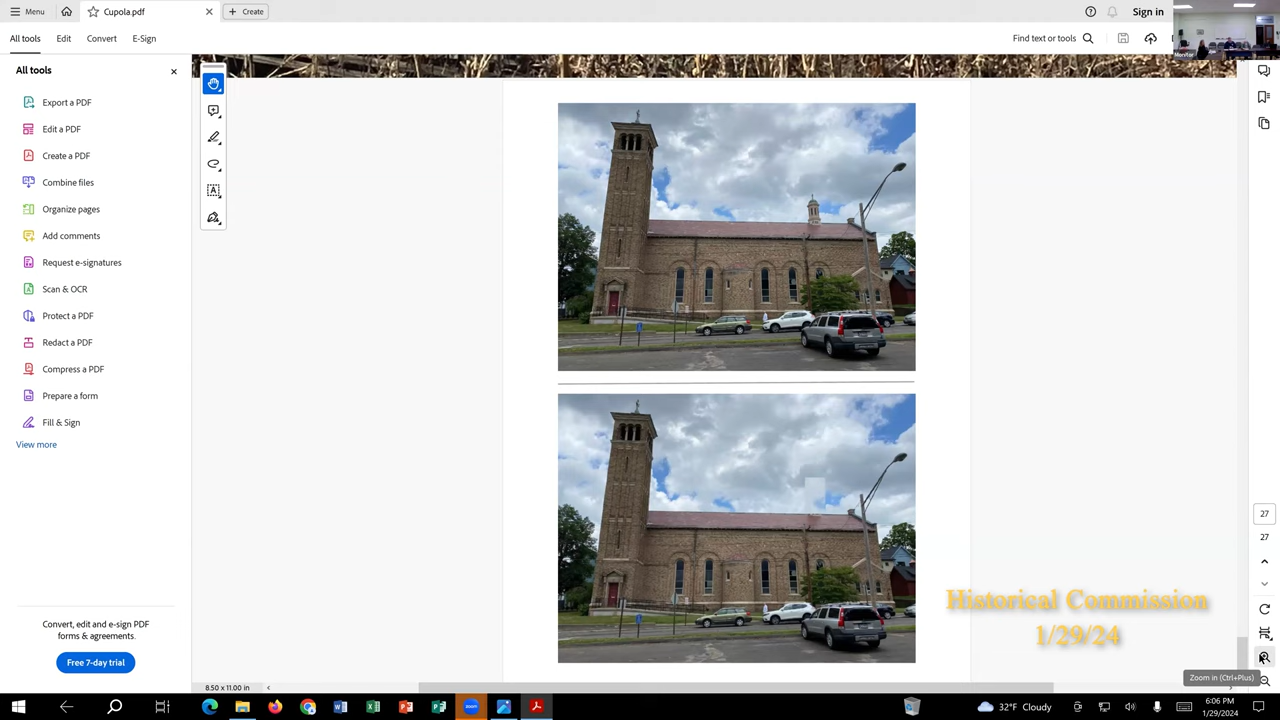 Menu
Cupola.pdf
Create
Sign in
All tools
Edit
Convert
E-Sign
Find text or tools
Monitor
All tools
Export a PDF
Edit a PDF
Create a PDF
Combine files
Organize pages
Add comments
Request e-signatures
Scan & OCR
Protect a PDF
Redact a PDF
Compress a PDF
Prepare a form
Fill & Sign
View more
Convert, edit and e-sign PDF
forms & agreements.
Free 7-day trial
27
27
Historical Commission
1/29/24
Zoom in (Ctrl+Plus)
8.50 x 11.00 in
zoom
32°F Cloudy
6:06 PM
1/29/2024